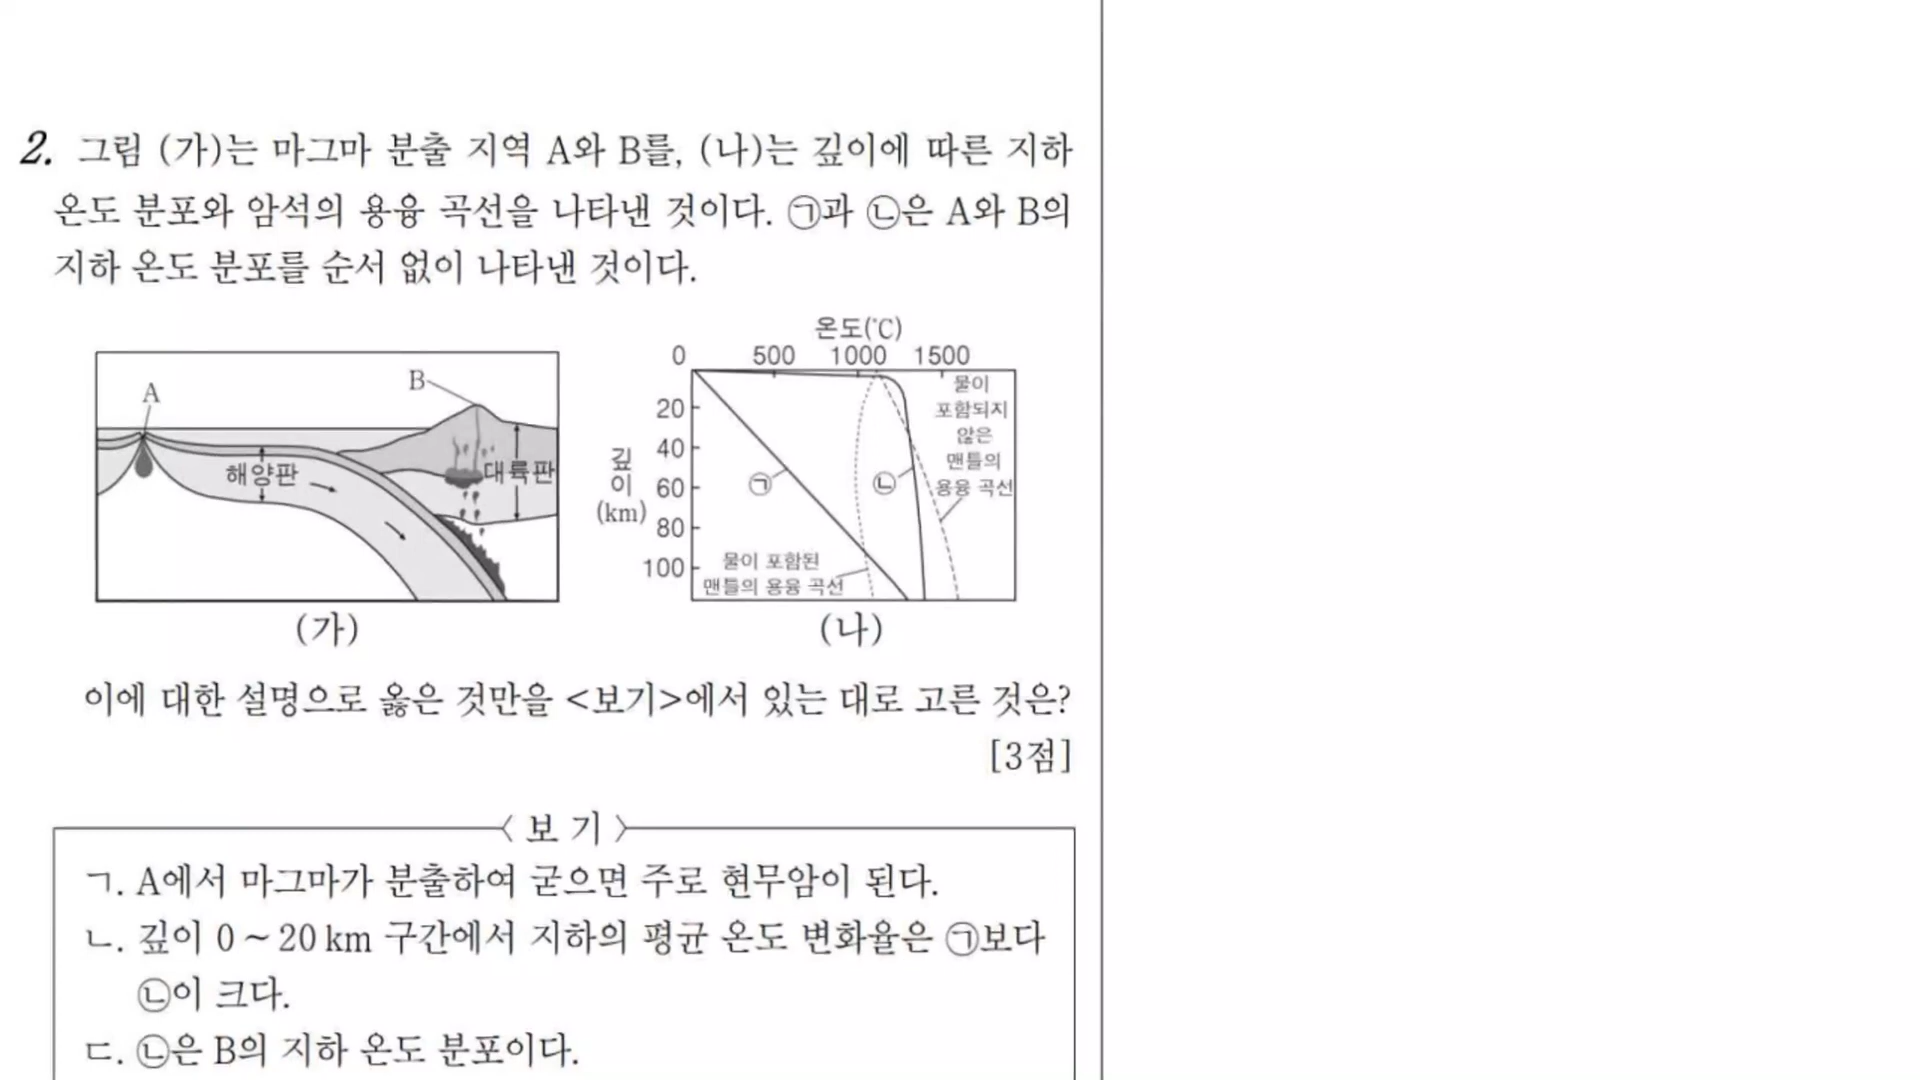 2. 그림 (가)는 마그마 분출 지역 A와 B를, (나)는 깊이에 따른 지하
온도 분포와 암석의 용융 곡선을 나타낸 것이다. ㉠과 ㉡은 A와 B의
지하 온도 분포를 순서 없이 나타낸 것이다.
A
B
해양판
대륙판
(가)
온도(℃)
0 500 1000 1500
깊이
(km)
20
40
60
80
100
㉠
㉡
물이
포함되지
않은
맨틀의
용융 곡선
물이 포함된
맨틀의 용융 곡선
(나)
이에 대한 설명으로 옳은 것만을 <보기>에서 있는 대로 고른 것은?
[3점]
〈 보 기 〉
ㄱ. A에서 마그마가 분출하여 굳으면 주로 현무암이 된다.
ㄴ. 깊이 0 ~ 20 km 구간에서 지하의 평균 온도 변화율은 ㉠보다
㉡이 크다.
ㄷ. ㉡은 B의 지하 온도 분포이다.